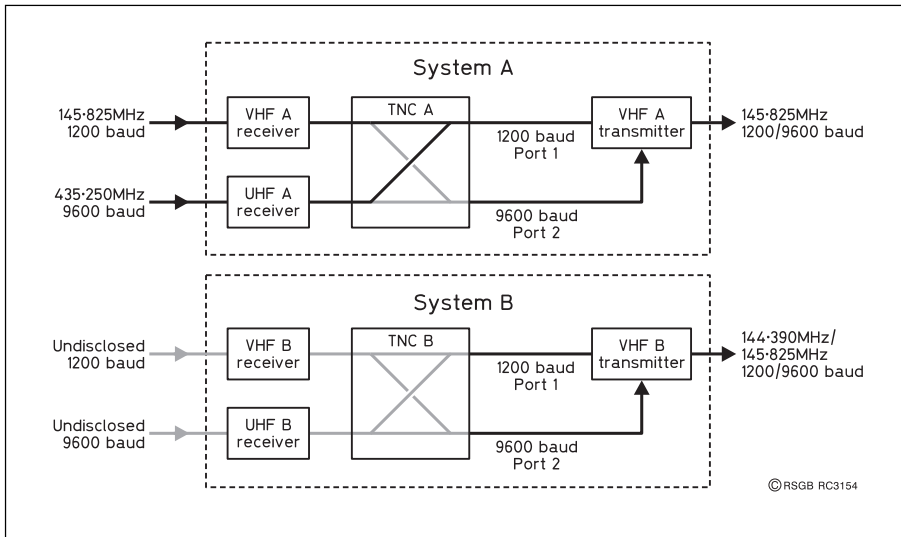 System A
145·825MHz
1200 baud
VHF A
receiver
TNC A
1200 baud
Port 1
VHF A
transmitter
145·825MHz
1200/9600 baud
435·250MHz
9600 baud
UHF A
receiver
9600 baud
Port 2
System B
Undisclosed
1200 baud
VHF B
receiver
TNC B
1200 baud
Port 1
VHF B
transmitter
144·390MHz/
145·825MHz
1200/9600 baud
Undisclosed
9600 baud
UHF B
receiver
9600 baud
Port 2
© RSGB RC3154